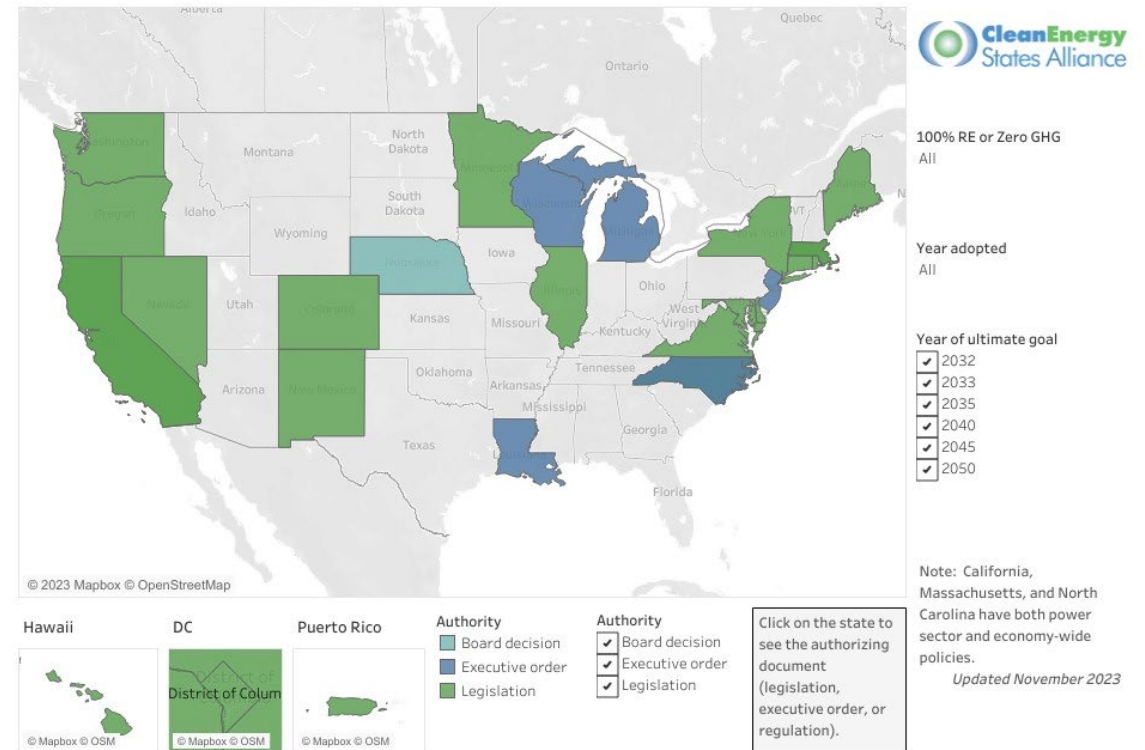 Alberta
Quebec
Ontario
CleanEnergy
States Alliance
100% RE or Zero GHG
All
Year adopted
All
Year of ultimate goal
2032
2033
2035
2040
2045
2050
Washington
Montana
North
Dakota
Minnesota
Maine
Oregon
Idaho
South
Dakota
Wisconsin
Michigan
VT
New York
N
Wyoming
Iowa
Nebraska
Nevada
Utah
Colorado
Kansas
Missouri
Illinois
Ohio
West
Virgin
Kentucky
Arizona
New Mexico
Oklahoma
Arkansas
Tennessee
Mississippi
Georgia
Texas
Louisiana
Florida
© 2023 Mapbox © OpenStreetMap
Note: California,
Massachusetts, and North
Carolina have both power
sector and economy-wide
policies.
Updated November 2023
Hawaii
© Mapbox © OSM
DC
District of
District of Colum
© Mapbox © OSM
Puerto Rico
© Mapbox © OSM
Authority
Board decision
Executive order
Legislation
Authority
Board decision
Executive order
Legislation
Click on the state to
see the authorizing
document
(legislation,
executive order, or
regulation).